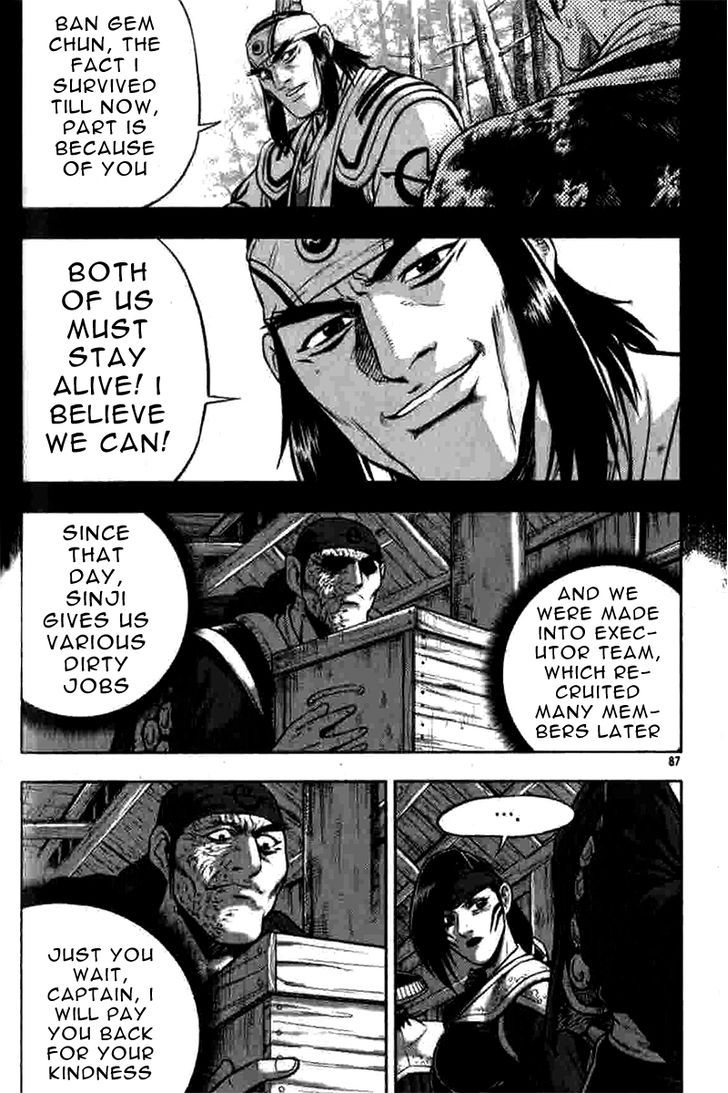 BAN GEM
CHUN, THE
FACT I
SURVIVED
TILL NOW,
PART IS
BECAUSE
OF YOU
BOTH
OF US
MUST
STAY
ALIVE! I
BELIEVE
WE CAN!
SINCE
THAT
DAY,
SINJI
GIVES US
VARIOUS
DIRTY
JOBS
AND WE
WERE MADE
INTO EXEC-
UTOR TEAM,
WHICH RE-
CRUITED
MANY MEM-
BERS LATER
87
JUST YOU
WAIT,
CAPTAIN, I
WILL PAY
YOU BACK
FOR YOUR
KINDNESS
....